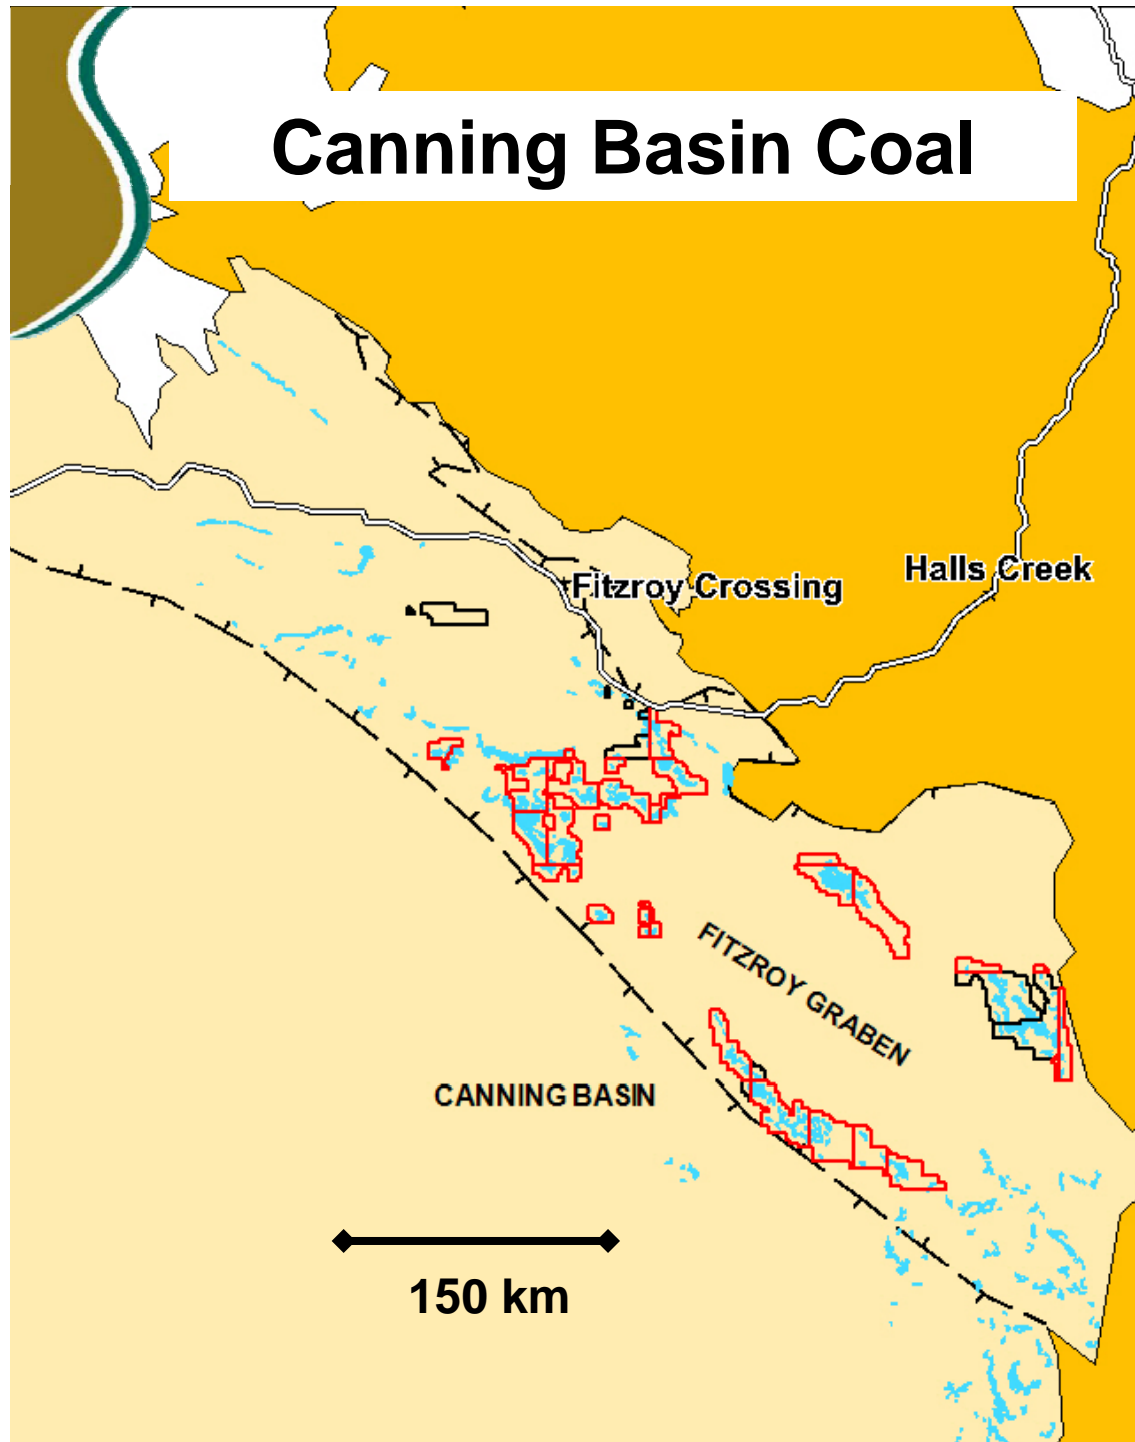 Canning Basin Coal
Halls Creek
Fitzroy Crossing
FITZROY GRABEN
CANNING BASIN
150 km